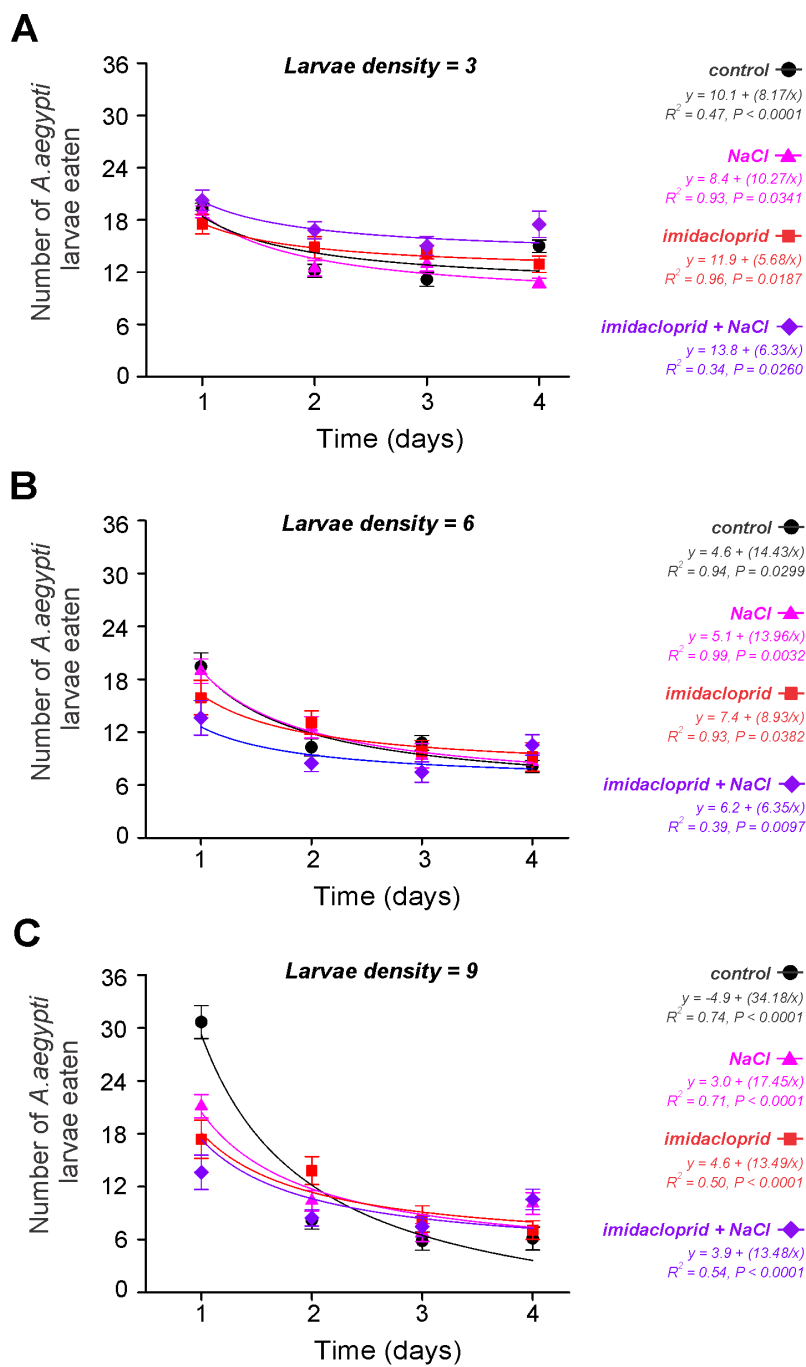 A
Larvae density = 3
Number of A.aegypti
larvae eaten
36
30
24
18
12
6
0
1 2 3 4
Time (days)
control
y = 10.1 + (8.17/x)
R² = 0.47, P < 0.0001
NaCl
y = 8.4 + (10.27/x)
R² = 0.93, P = 0.0341
imidacloprid
y = 11.9 + (5.68/x)
R² = 0.96, P = 0.0187
imidacloprid + NaCl
y = 13.8 + (6.33/x)
R² = 0.34, P = 0.0260
B
Larvae density = 6
Number of A.aegypti
larvae eaten
36
30
24
18
12
6
0
1 2 3 4
Time (days)
control
y = 4.6 + (14.43/x)
R² = 0.94, P = 0.0299
NaCl
y = 5.1 + (13.96/x)
R² = 0.99, P = 0.0032
imidacloprid
y = 7.4 + (8.93/x)
R² = 0.93, P = 0.0382
imidacloprid + NaCl
y = 6.2 + (6.35/x)
R² = 0.39, P = 0.0097
C
Larvae density = 9
Number of A.aegypti
larvae eaten
36
30
24
18
12
6
0
1 2 3 4
Time (days)
control
y = -4.9 + (34.18/x)
R² = 0.74, P < 0.0001
NaCl
y = 3.0 + (17.45/x)
R² = 0.71, P < 0.0001
imidacloprid
y = 4.6 + (13.49/x)
R² = 0.50, P < 0.0001
imidacloprid + NaCl
y = 3.9 + (13.48/x)
R² = 0.54, P < 0.0001